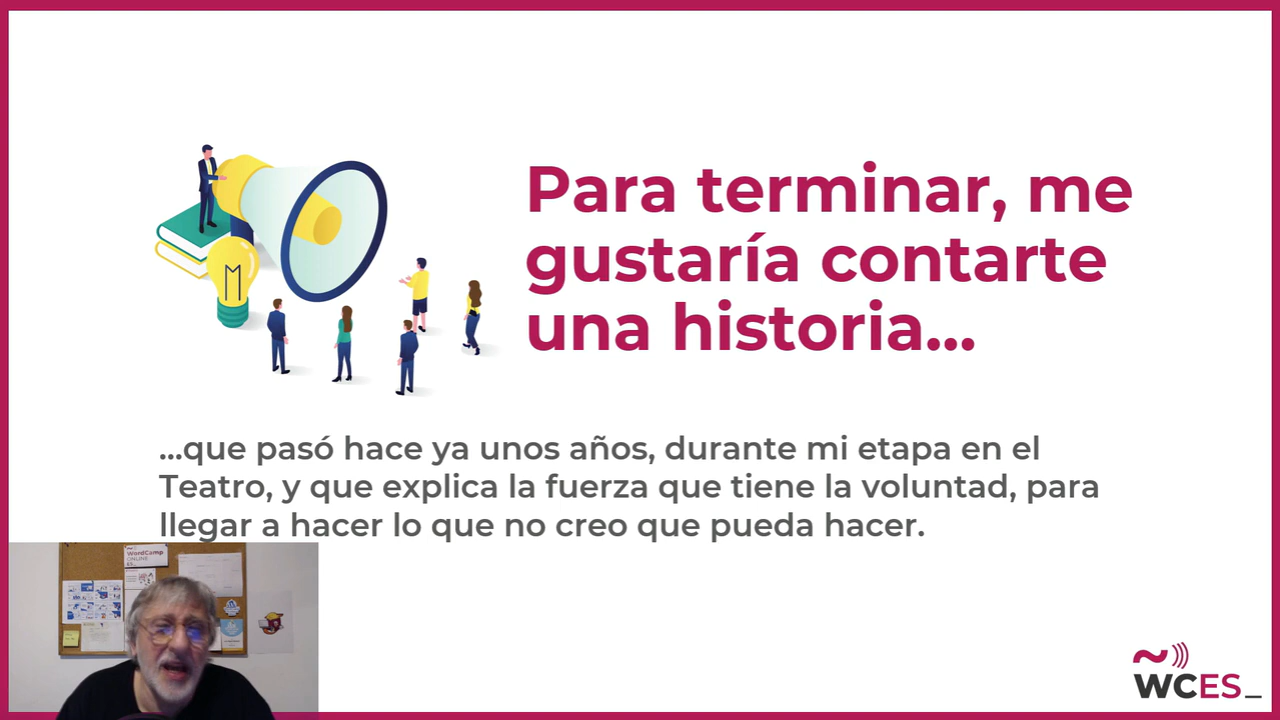 Para terminar, me
gustaría contarte
una historia...
...que pasó hace ya unos años, durante mi etapa en el
Teatro, y que explica la fuerza que tiene la voluntad, para
llegar a hacer lo que no creo que pueda hacer.
WordCamp
ONLINE
WCES_